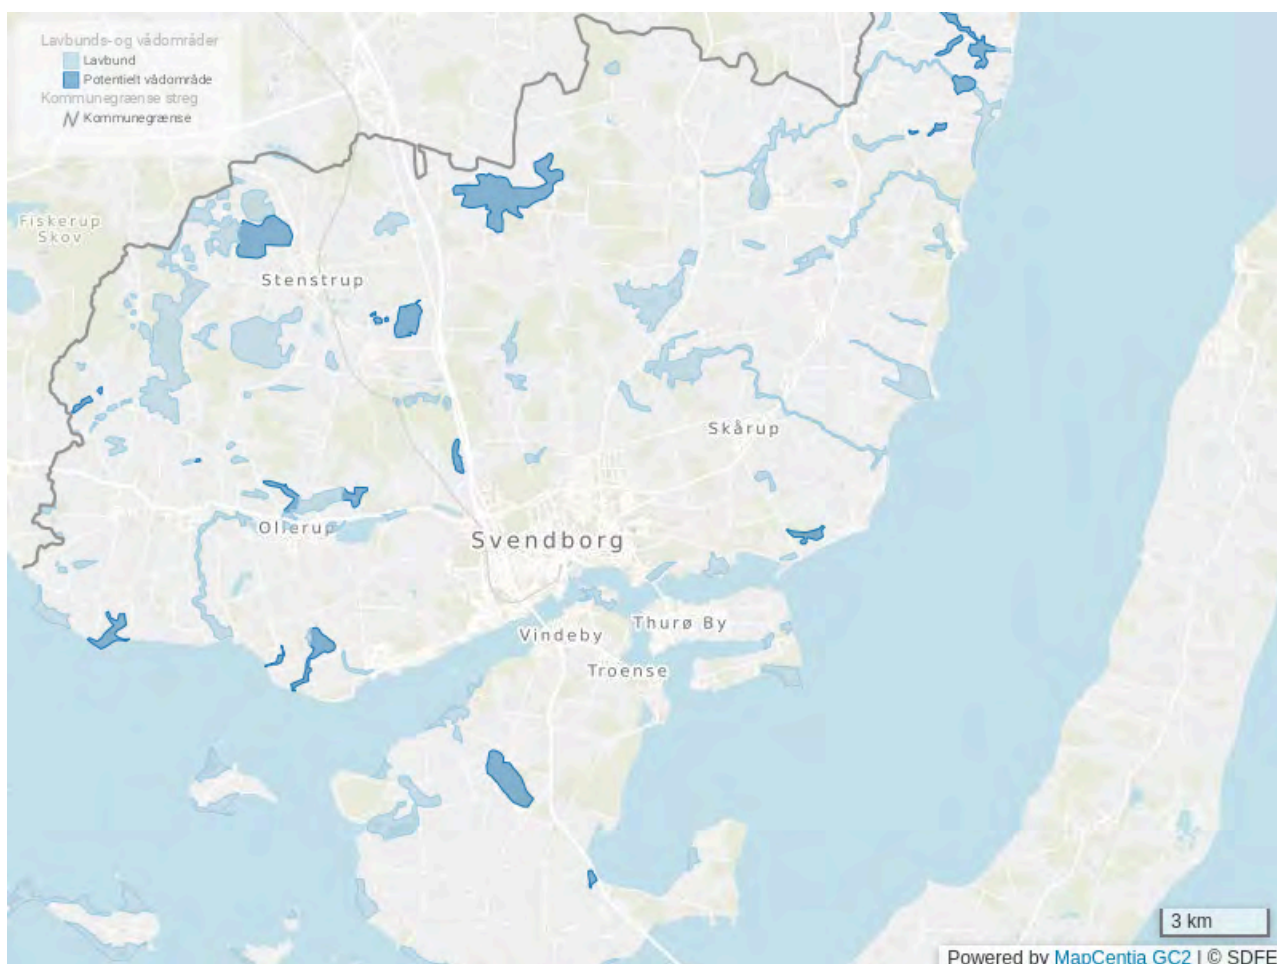 Lavbunds- og vådområder
Lavbund
Potentielt vådområde
Kommunegrænse streg
Kommunegrænse
Fiskerup
Skov
Stenstrup
Skårup
Ollerup
Svendborg
Vindeby
Thurø By
Troense
3 km
Powered by MapCentia GC2 | © SDFE